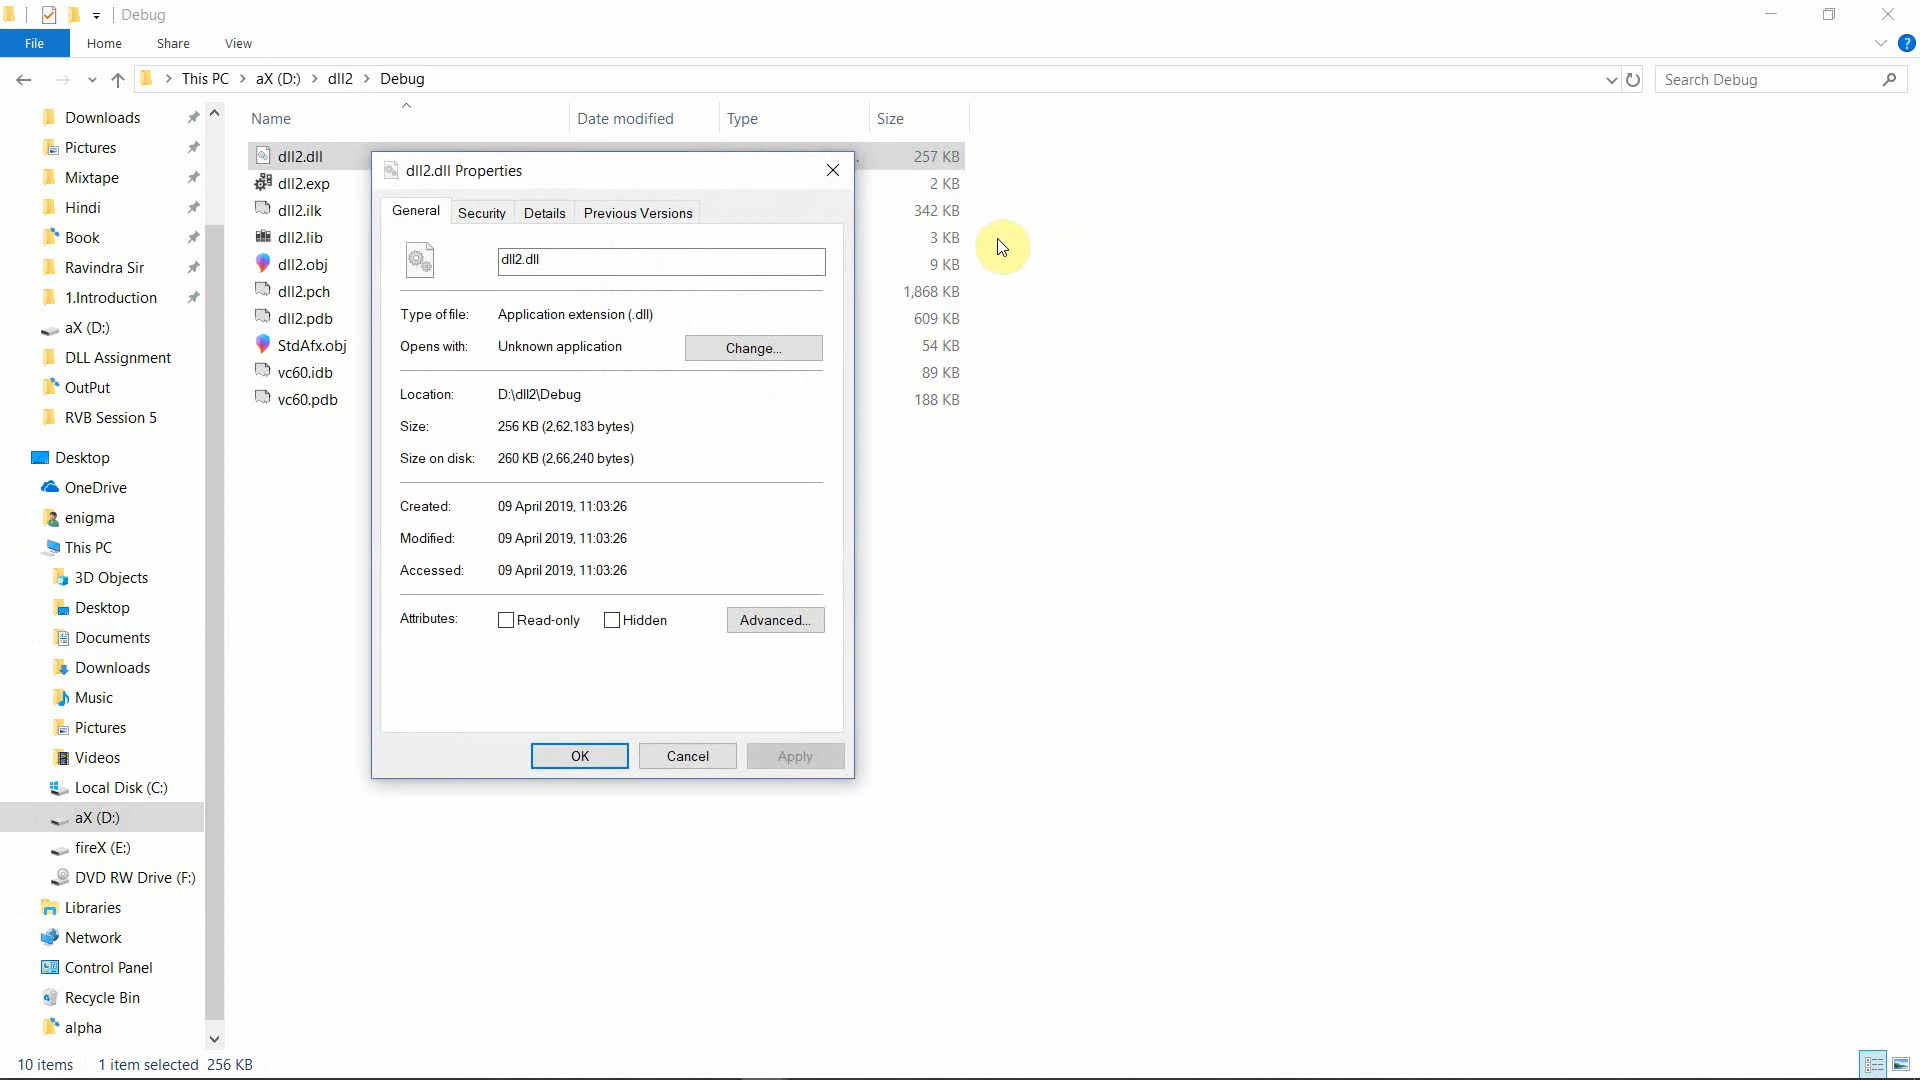 Debug
File Home Share View
This PC > aX (D:) > dll2 > Debug
Search Debug
Name Date modified Type Size
Downloads
Pictures
Mixtape
Hindi
Book
Ravindra Sir
1.Introduction
aX (D:)
DLL Assignment
OutPut
RVB Session 5
Desktop
OneDrive
enigma
This PC
3D Objects
Desktop
Documents
Downloads
Music
Pictures
Videos
Local Disk (C:)
aX (D:)
fireX (E:)
DVD RW Drive (F:)
Libraries
Network
Control Panel
Recycle Bin
alpha
dll2.dll 257 KB
dll2.exp 2 KB
dll2.ilk 342 KB
dll2.lib 3 KB
dll2.obj 9 KB
dll2.pch 1,868 KB
dll2.pdb 609 KB
StdAfx.obj 54 KB
vc60.idb 89 KB
vc60.pdb 188 KB
dll2.dll Properties
General Security Details Previous Versions
dll2.dll
Type of file: Application extension (.dll)
Opens with: Unknown application Change...
Location: D:\dll2\Debug
Size: 256 KB (2,62,183 bytes)
Size on disk: 260 KB (2,66,240 bytes)
Created: 09 April 2019, 11:03:26
Modified: 09 April 2019, 11:03:26
Accessed: 09 April 2019, 11:03:26
Attributes: Read-only Hidden Advanced...
OK Cancel Apply
10 items 1 item selected 256 KB